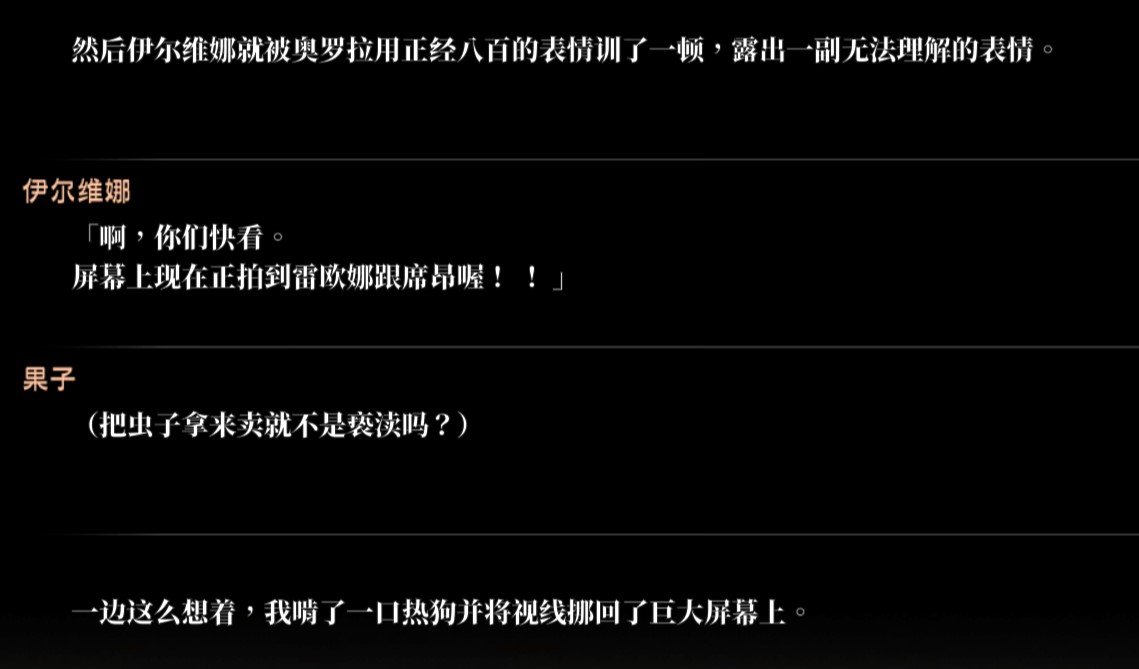 然后伊尔维娜就被奥罗拉用正经八百的表情训了一顿，露出一副无法理解的表情。
伊尔维娜
「啊，你们快看。
屏幕上现在正拍到雷欧娜跟席昂喔！！」
果子
（把虫子拿来卖就不是亵渎吗？）
一边这么想着，我啃了一口热狗并将视线挪回了巨大屏幕上。